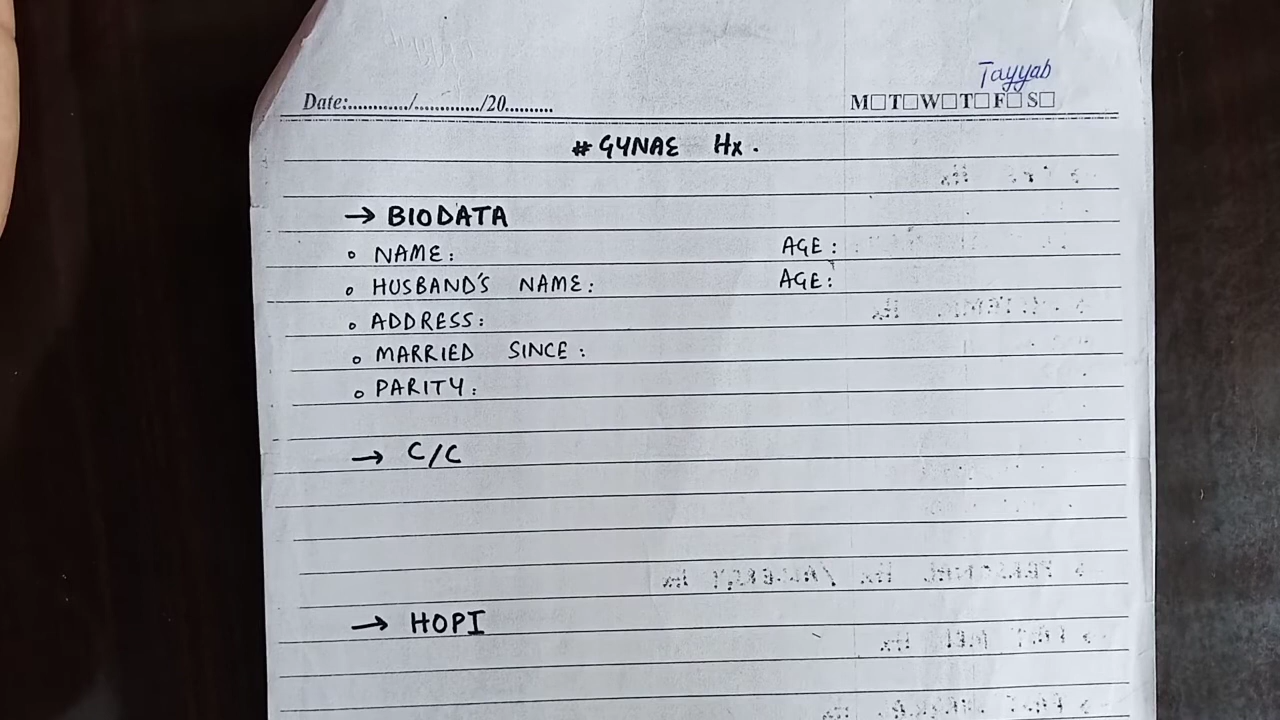 Tayyab
Date:............/............./20.......... M☐T☐W☐T☐F☐S☐
# GYNAE Hx.
→ BIODATA
∘ NAME: AGE:
∘ HUSBAND'S NAME: AGE:
∘ ADDRESS:
∘ MARRIED SINCE:
∘ PARITY:
→ C/C
→ HOPI